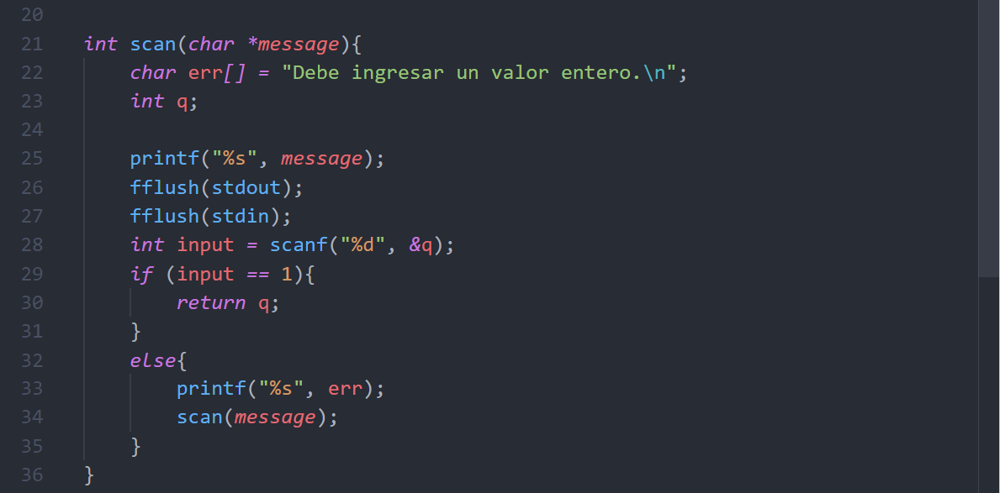 20
21 int scan(char *message){
22     char err[] = "Debe ingresar un valor entero.\n";
23     int q;
24
25     printf("%s", message);
26     fflush(stdout);
27     fflush(stdin);
28     int input = scanf("%d", &q);
29     if (input == 1){
30         return q;
31     }
32     else{
33         printf("%s", err);
34         scan(message);
35     }
36 }